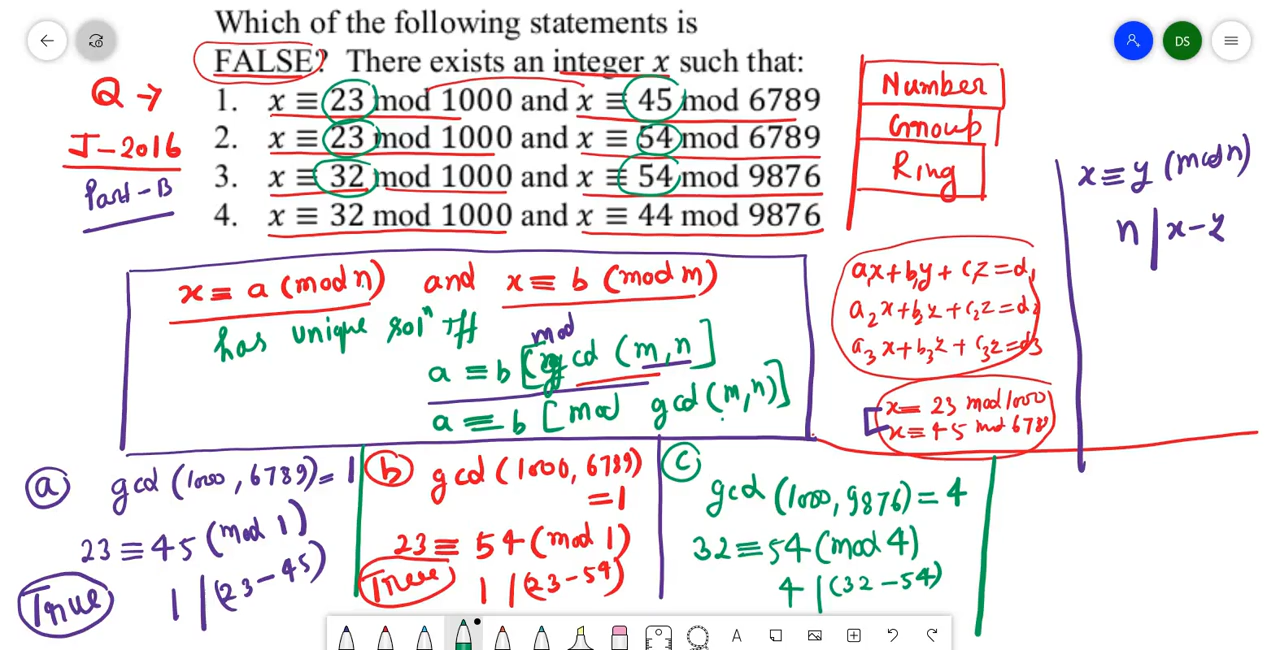 Which of the following statements is
FALSE? There exists an integer x such that:
1. x ≡ 23 mod 1000 and x ≡ 45 mod 6789
2. x ≡ 23 mod 1000 and x ≡ 54 mod 6789
3. x ≡ 32 mod 1000 and x ≡ 54 mod 9876
4. x ≡ 32 mod 1000 and x ≡ 44 mod 9876
Q →
J-2016
Part-B
DS
Number
Group
Ring
x ≡ y (mod n)
n | x-y
x ≡ a (mod n) and x ≡ b (mod m)
has unique solⁿ iff
mod
a ≡ b [gcd (m,n]
a ≡ b [mod gcd(m,n)]
a₁x + b₁y + c₁z = d₁
a₂x + b₂y + c₂z = d₂
a₃x + b₃y + c₃z = d₃
x ≡ 23 mod 1000
x ≡ 45 mod 6789
a gcd (1000, 6789) = 1
23 ≡ 45 (mod 1)
1 | (23-45)
True
b gcd (1000, 6789)
= 1
23 ≡ 54 (mod 1)
True 1 | (23-54)
c
gcd (1000, 9876) = 4
32 ≡ 54 (mod 4)
4 | (32-54)
A